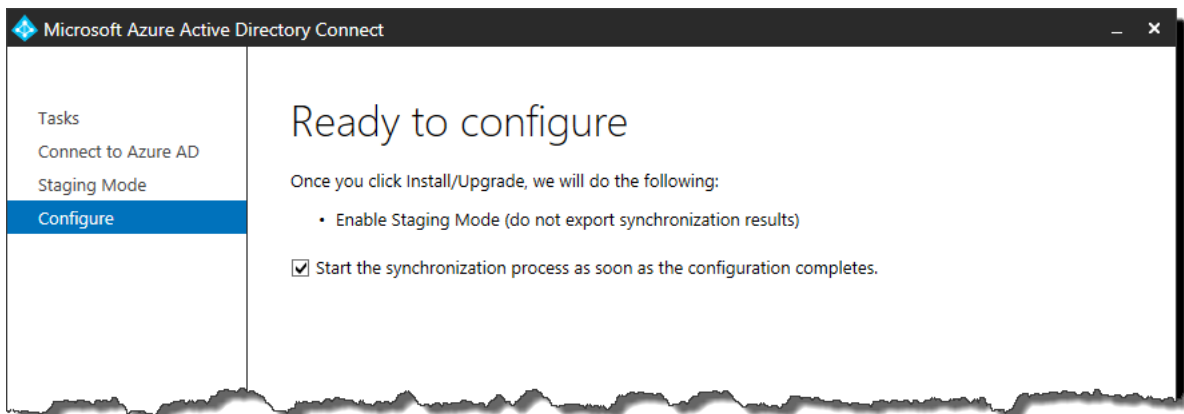 Microsoft Azure Active Directory Connect
Tasks
Connect to Azure AD
Staging Mode
Configure
Ready to configure
Once you click Install/Upgrade, we will do the following:
• Enable Staging Mode (do not export synchronization results)
Start the synchronization process as soon as the configuration completes.